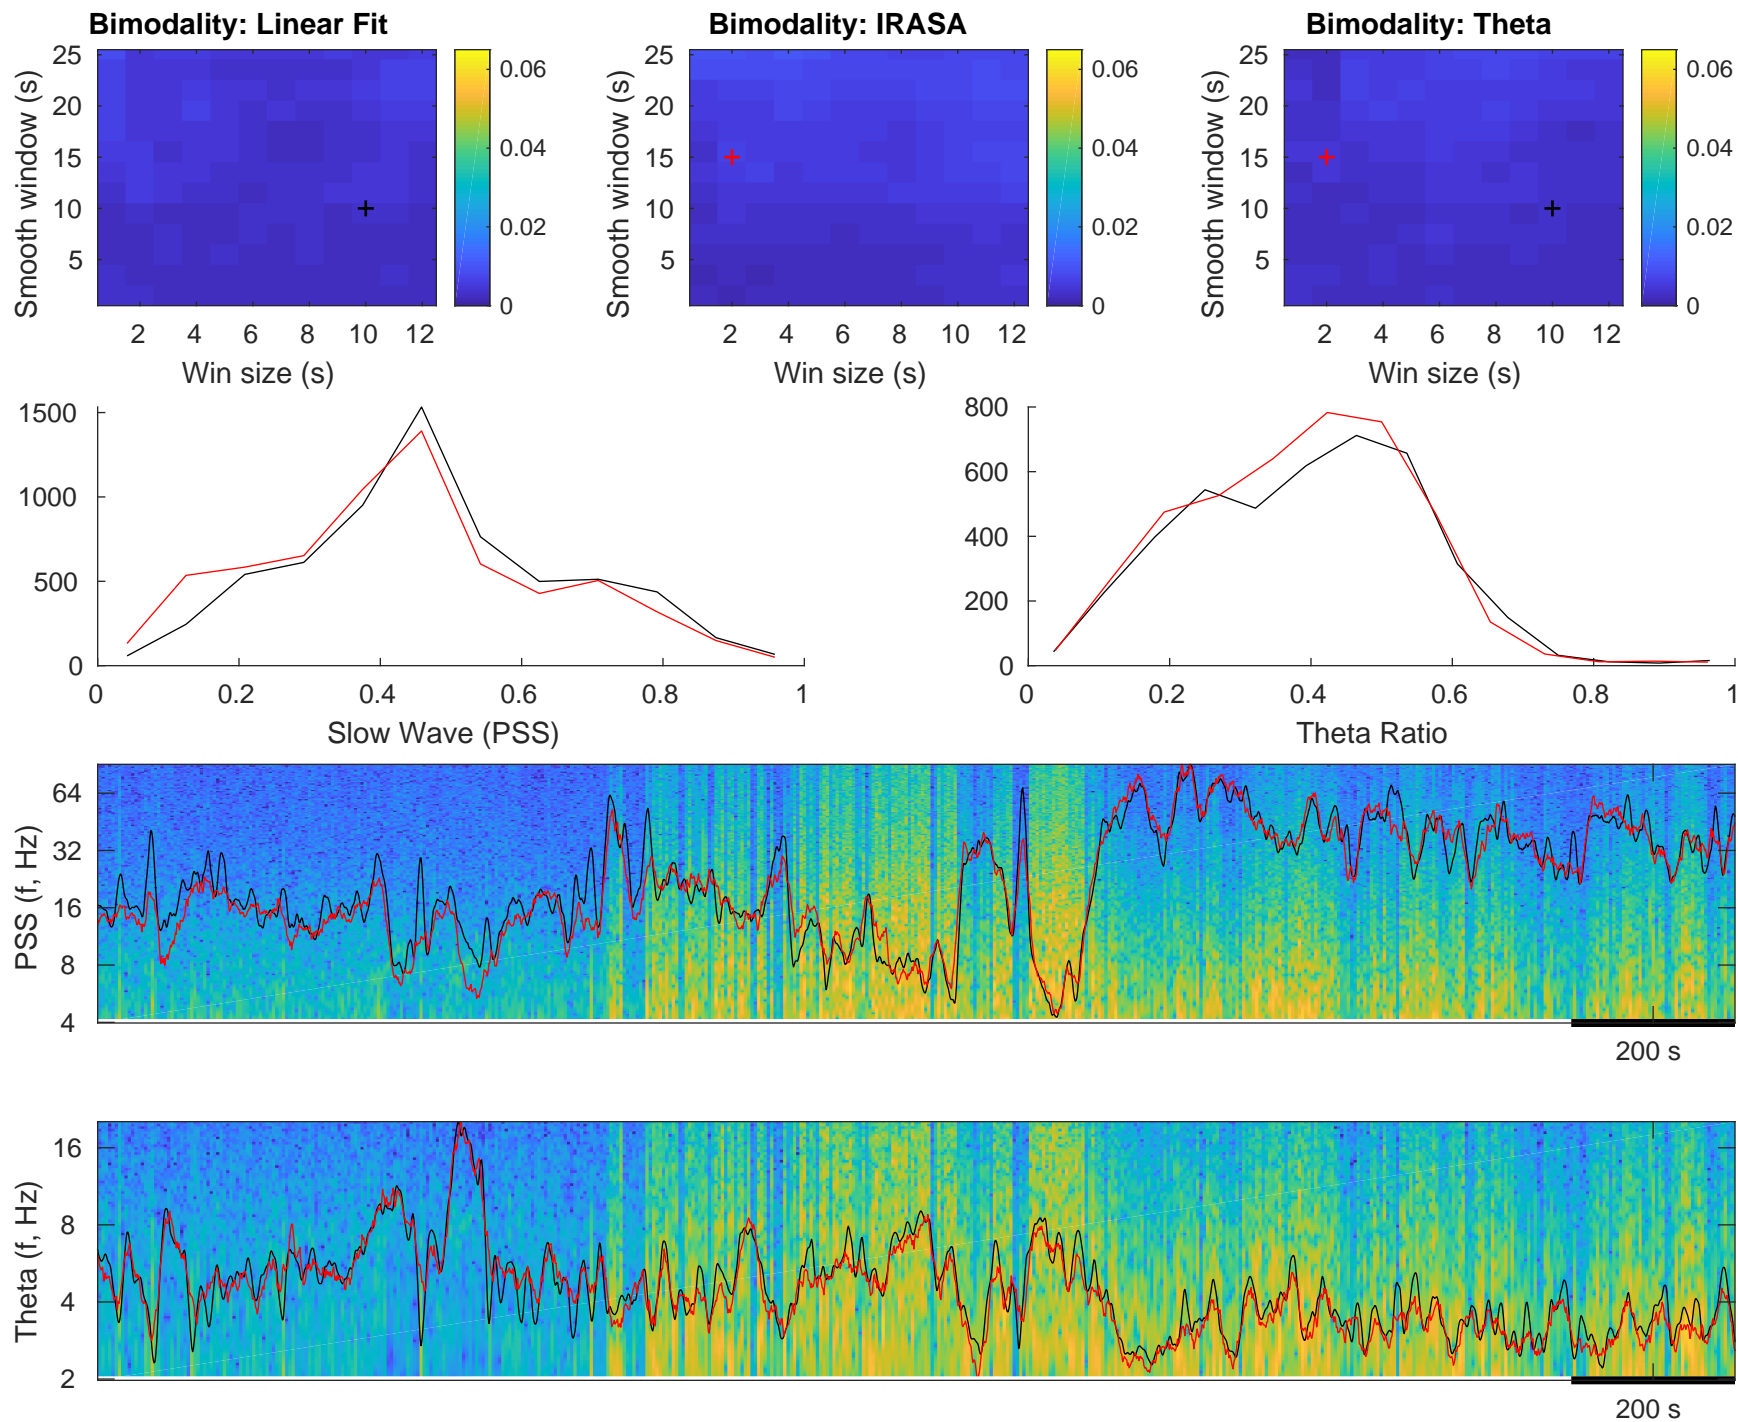 Bimodality: Linear Fit
Bimodality: IRASA
Bimodality: Theta
Smooth window (s)
25
20
15
10
5
2 4 6 8 10 12
Win size (s)
0.06
0.04
0.02
0
Smooth window (s)
25
20
15
10
5
2 4 6 8 10 12
Win size (s)
0.06
0.04
0.02
0
Smooth window (s)
25
20
15
10
5
2 4 6 8 10 12
Win size (s)
0.06
0.04
0.02
0
1500
1000
500
0
0 0.2 0.4 0.6 0.8 1
Slow Wave (PSS)
800
600
400
200
0
0 0.2 0.4 0.6 0.8 1
Theta Ratio
PSS (f, Hz)
64
32
16
8
4
200 s
Theta (f, Hz)
16
8
4
2
200 s